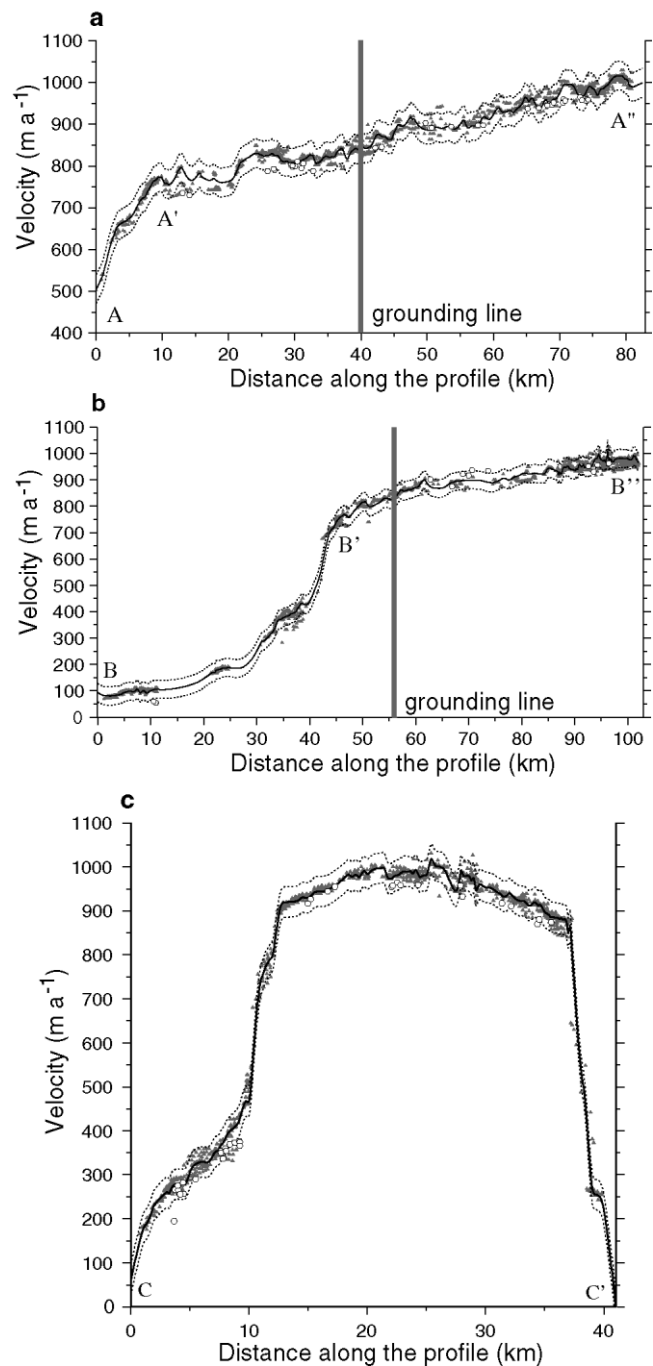 a
1100
1000
900
800
700
600
500
400
Velocity (m a-1)
A
A'
A"
grounding line
0 10 20 30 40 50 60 70 80
Distance along the profile (km)
b
1100
1000
900
800
700
600
500
400
300
200
100
0
Velocity (m a-1)
B
B'
B''
grounding line
0 10 20 30 40 50 60 70 80 90 100
Distance along the profile (km)
c
1100
1000
900
800
700
600
500
400
300
200
100
0
Velocity (m a-1)
C
C'
0 10 20 30 40
Distance along the profile (km)